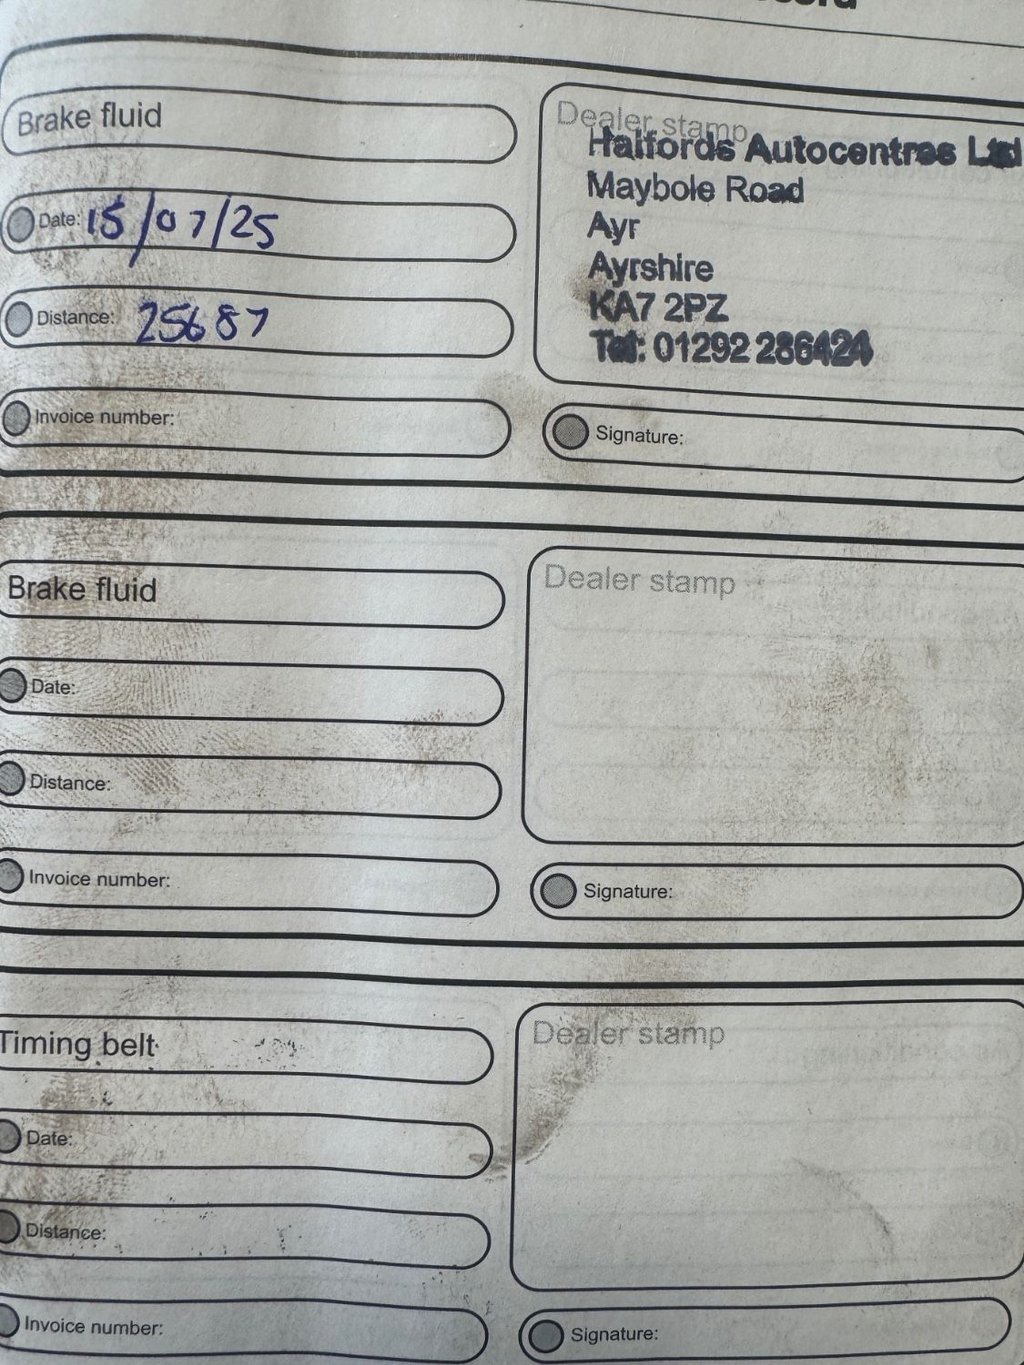 Brake fluid
Date: 15/07/25
Distance: 25687
Invoice number:
Dealer stamp
Halfords Autocentres Ltd
Maybole Road
Ayr
Ayrshire
KA7 2PZ
Tel: 01292 286424
Signature:
Brake fluid
Date:
Distance:
Invoice number:
Dealer stamp
Signature:
Timing belt
Date:
Distance:
Invoice number:
Dealer stamp
Signature: